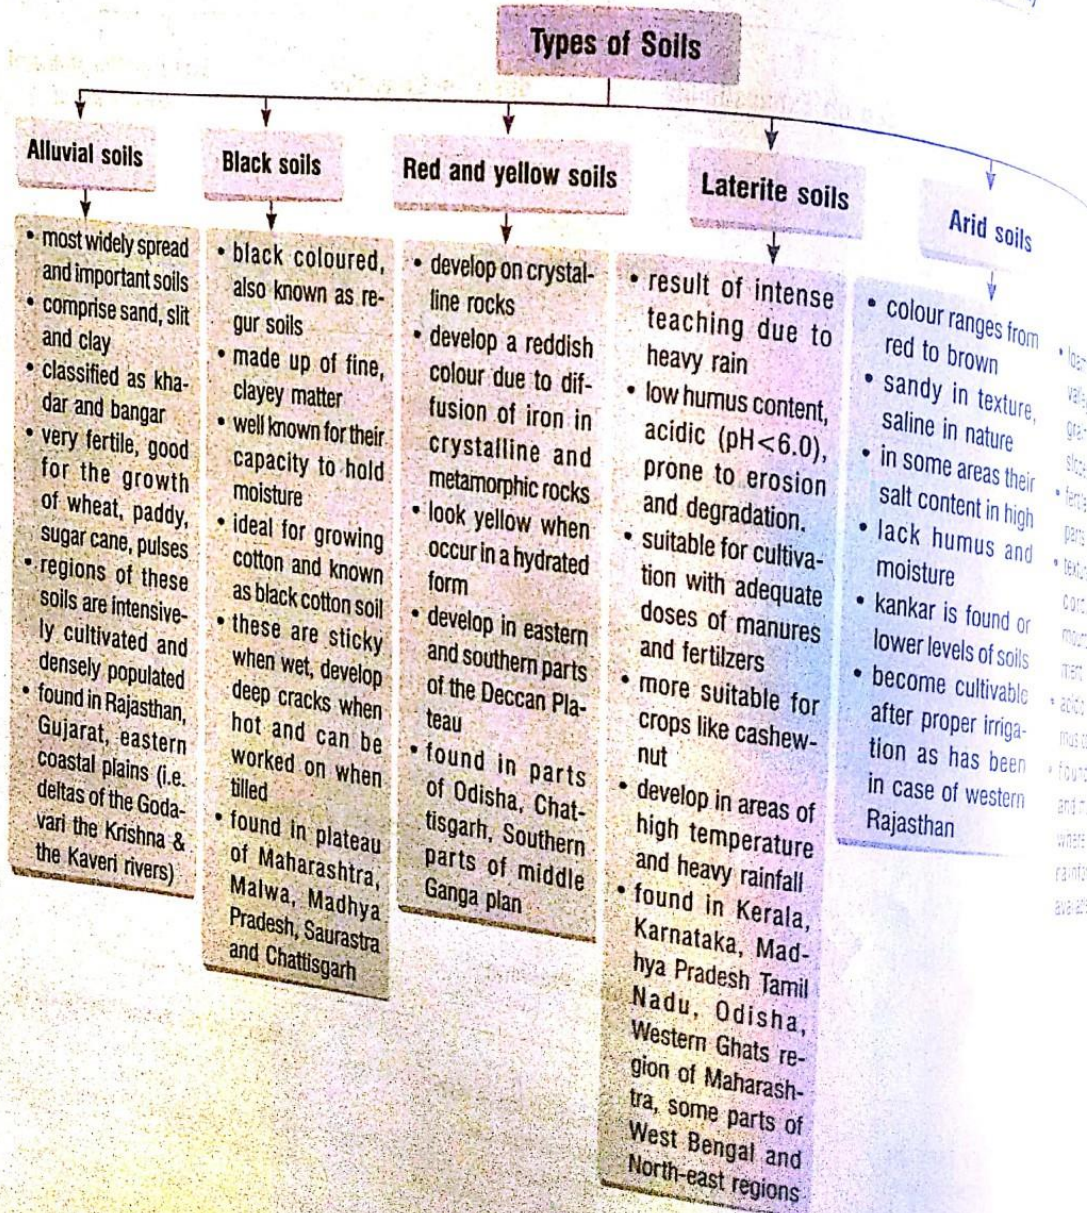 Types of Soils
Alluvial soils
• most widely spread
and important soils
• comprise sand, slit
and clay
• classified as kha-
dar and bangar
• very fertile, good
for the growth
of wheat, paddy,
sugar cane, pulses
• regions of these
soils are intensive-
ly cultivated and
densely populated
• found in Rajasthan,
Gujarat, eastern
coastal plains (i.e.
deltas of the Goda-
vari the Krishna &
the Kaveri rivers)
Black soils
• black coloured,
also known as re-
gur soils
• made up of fine,
clayey matter
• well known for their
capacity to hold
moisture
• ideal for growing
cotton and known
as black cotton soil
• these are sticky
when wet, develop
deep cracks when
hot and can be
worked on when
tilled
• found in plateau
of Maharashtra,
Malwa, Madhya
Pradesh, Saurastra
and Chattisgarh
Red and yellow soils
• develop on crystal-
line rocks
• develop a reddish
colour due to dif-
fusion of iron in
crystalline and
metamorphic rocks
• look yellow when
occur in a hydrated
form
• develop in eastern
and southern parts
of the Deccan Pla-
teau
• found in parts
of Odisha, Chat-
tisgarh, Southern
parts of middle
Ganga plan
Laterite soils
• result of intense
teaching due to
heavy rain
• low humus content,
acidic (pH<6.0),
prone to erosion
and degradation.
• suitable for cultiva-
tion with adequate
doses of manures
and fertilzers
• more suitable for
crops like cashew-
nut
• develop in areas of
high temperature
and heavy rainfall
• found in Kerala,
Karnataka, Mad-
hya Pradesh Tamil
Nadu, Odisha,
Western Ghats re-
gion of Maharash-
tra, some parts of
West Bengal and
North-east regions
Arid soils
• colour ranges from
red to brown
• sandy in texture,
saline in nature
• in some areas their
salt content in high
• lack humus and
moisture
• kankar is found or
lower levels of soils
• become cultivable
after proper irriga-
tion as has been
in case of western
Rajasthan